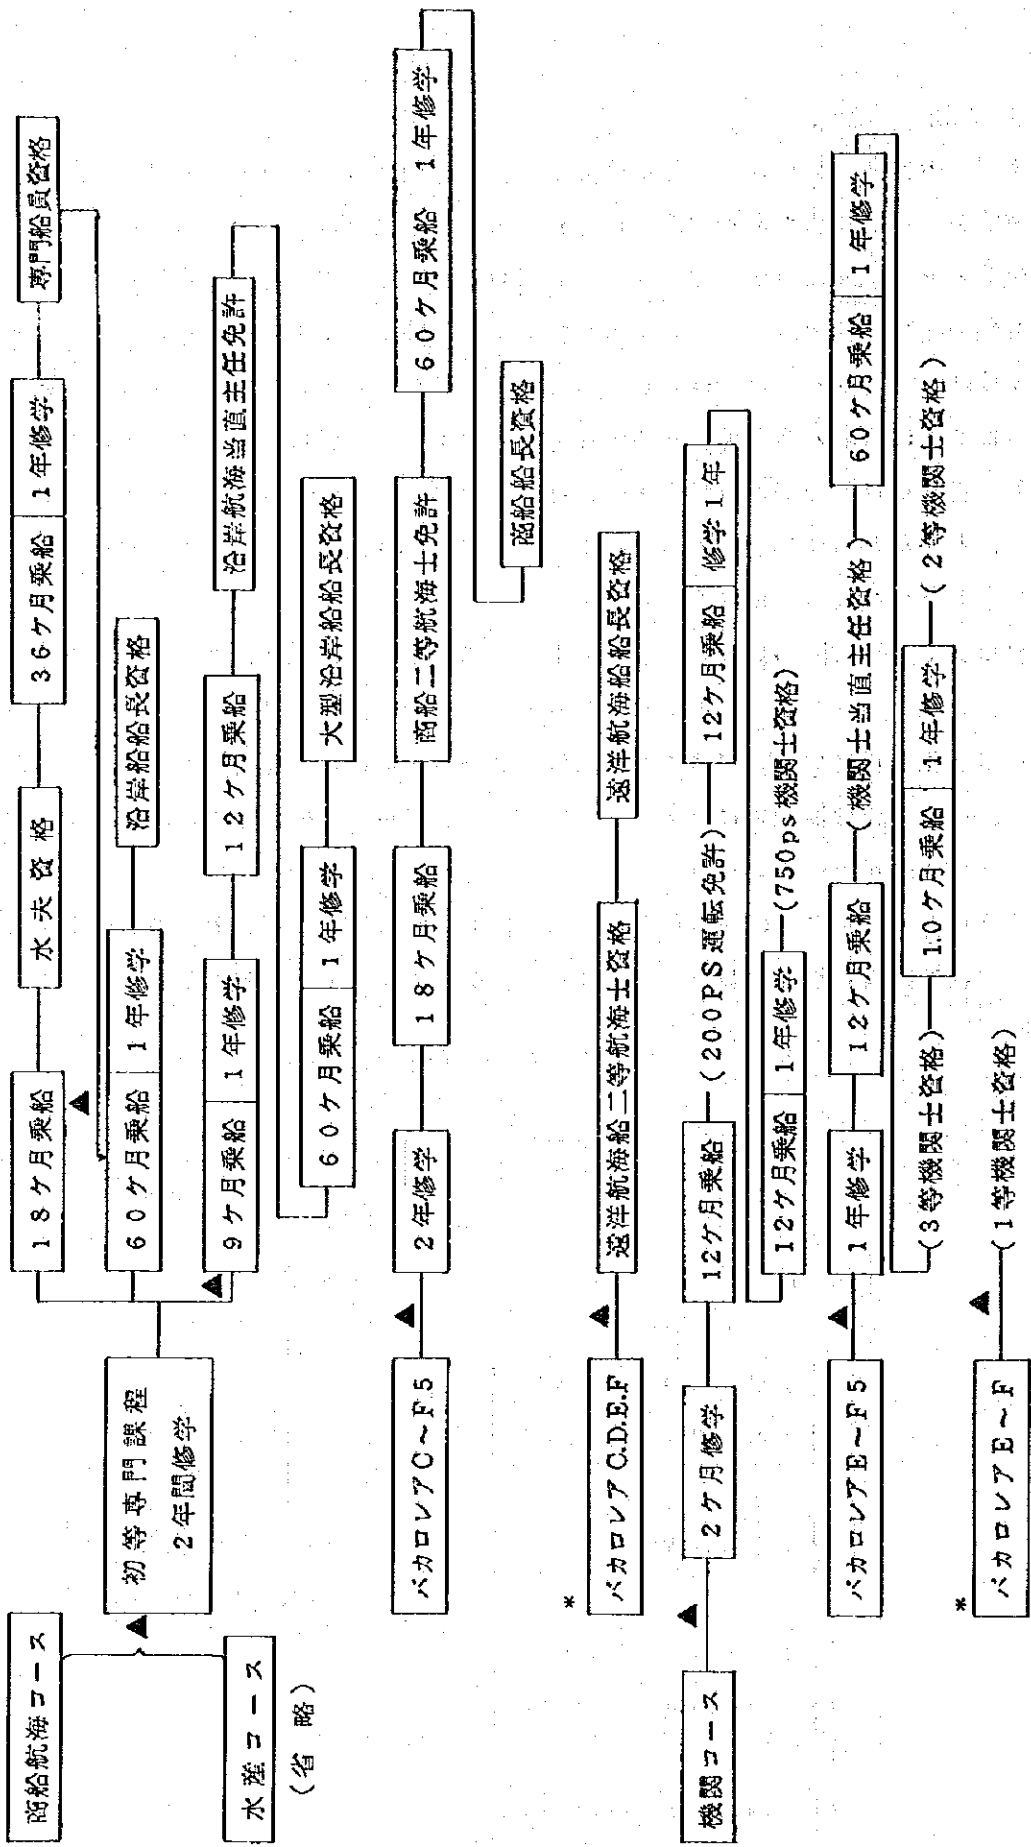 商船航海コース
水産コース
(省略)
初等専門課程
2年間修学
18ケ月乗船
水夫資格
36ケ月乗船 1年修学
専門船員資格
60ケ月乗船 1年修学
沿岸船船長資格
9ケ月乗船 1年修学
12ケ月乗船
沿岸航海当直主任免許
60ケ月乗船 1年修学
大型沿岸船船長資格
バカロレアC~F5
2年修学
18ケ月乗船
商船二等航海士免許
60ケ月乗船 1年修学
商船船長資格
*
バカロレアC.D.E.F
遠洋航海船二等航海士資格
遠洋航海船船長資格
機関コース
2ケ月修学
12ケ月乗船
(200PS運転免許)
12ケ月乗船 修学1年
12ケ月乗船 1年修学
(750ps機関士資格)
バカロレアE~F5
1年修学
12ケ月乗船
(機関士当直主任資格)
60ケ月乗船 1年修学
(3等機関士資格)
10ケ月乗船 1年修学
(2等機関士資格)
*
バカロレアE~F
(1等機関士資格)